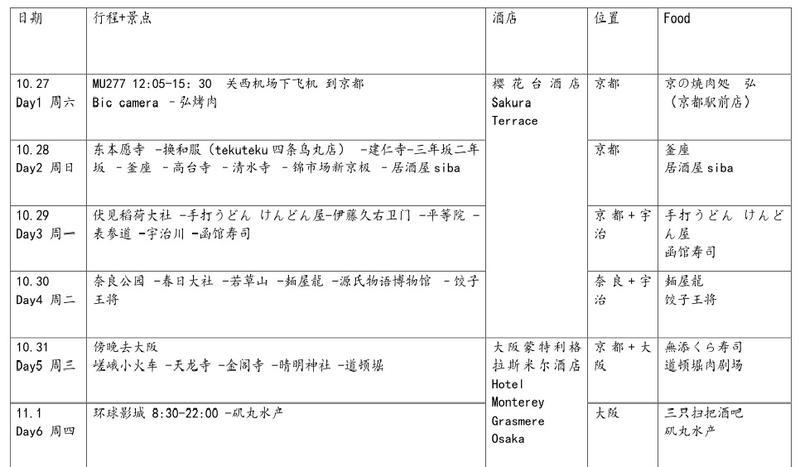 日期 行程+景点 酒店 位置 Food
10.27
Day1 周六
MU277 12:05-15：30 关西机场下飞机 到京都
Bic camera -弘烤肉
樱花台酒店
Sakura
Terrace
京都
京の焼肉処 弘
（京都駅前店）
10.28
Day2 周日
东本愿寺 -换和服（tekuteku 四条乌丸店） -建仁寺-三年坂二年
坂 -釜座 -高台寺 -清水寺 -锦市场新京极 -居酒屋 siba
京都
釜座
居酒屋 siba
10.29
Day3 周一
伏见稻荷大社 -手打うどん けんどん屋-伊藤久右卫门 -平等院 -
表参道 -宇治川 -函馆寿司
京都+宇
治
手打うどん けんど
ん屋
函馆寿司
10.30
Day4 周二
奈良公园 -春日大社 -若草山 -麺屋龍 -源氏物语博物馆 -饺子
王将
奈良+宇
治
麺屋龍
饺子王将
10.31
Day5 周三
傍晚去大阪
嵯峨小火车 -天龙寺 -金阁寺 -晴明神社 -道顿堀
大阪蒙特利格
拉斯米尔酒店
Hotel
Monterey
Grasmere
Osaka
京都+大
阪
無添くら寿司
道顿堀肉剧场
11.1
Day6 周四
环球影城 8:30-22:00 -矶丸水产
大阪
三只扫把酒吧
矶丸水产